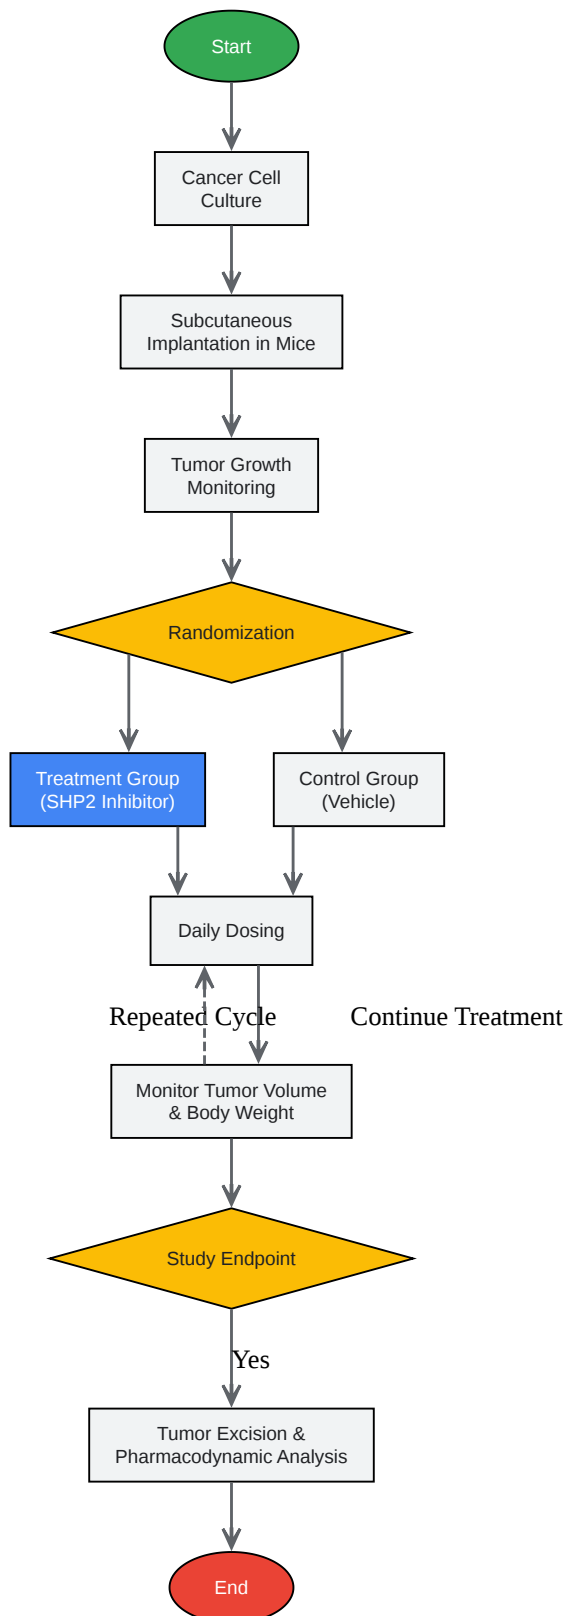 Start
Cancer Cell
Culture
Subcutaneous
Implantation in Mice
Tumor Growth
Monitoring
Randomization
Treatment Group
(SHP2 Inhibitor)
Control Group
(Vehicle)
Daily Dosing
Repeated Cycle
Continue Treatment
Monitor Tumor Volume
& Body Weight
Study Endpoint
Yes
Tumor Excision &
Pharmacodynamic Analysis
End